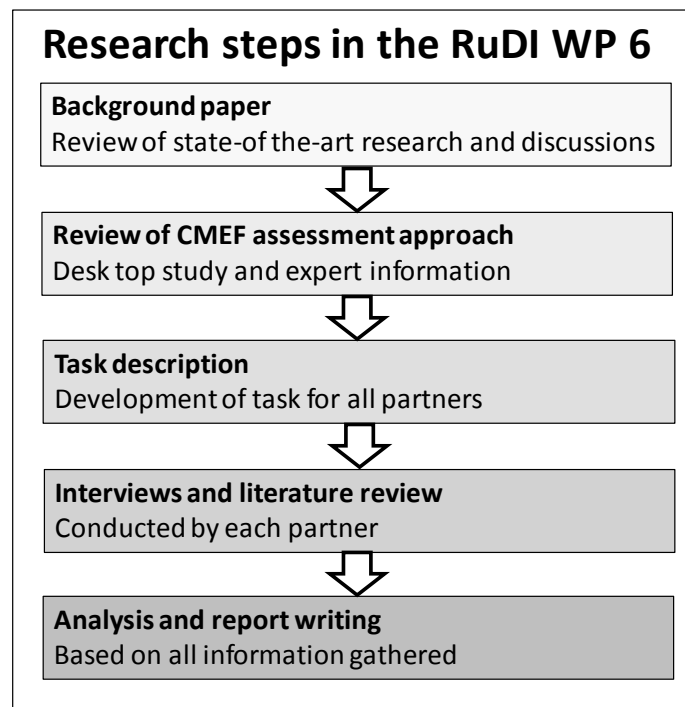 Research steps in the RuDI WP 6
Background paper
Review of state-of the-art research and discussions
Review of CMEF assessment approach
Desk top study and expert information
Task description
Development of task for all partners
Interviews and literature review
Conducted by each partner
Analysis and report writing
Based on all information gathered